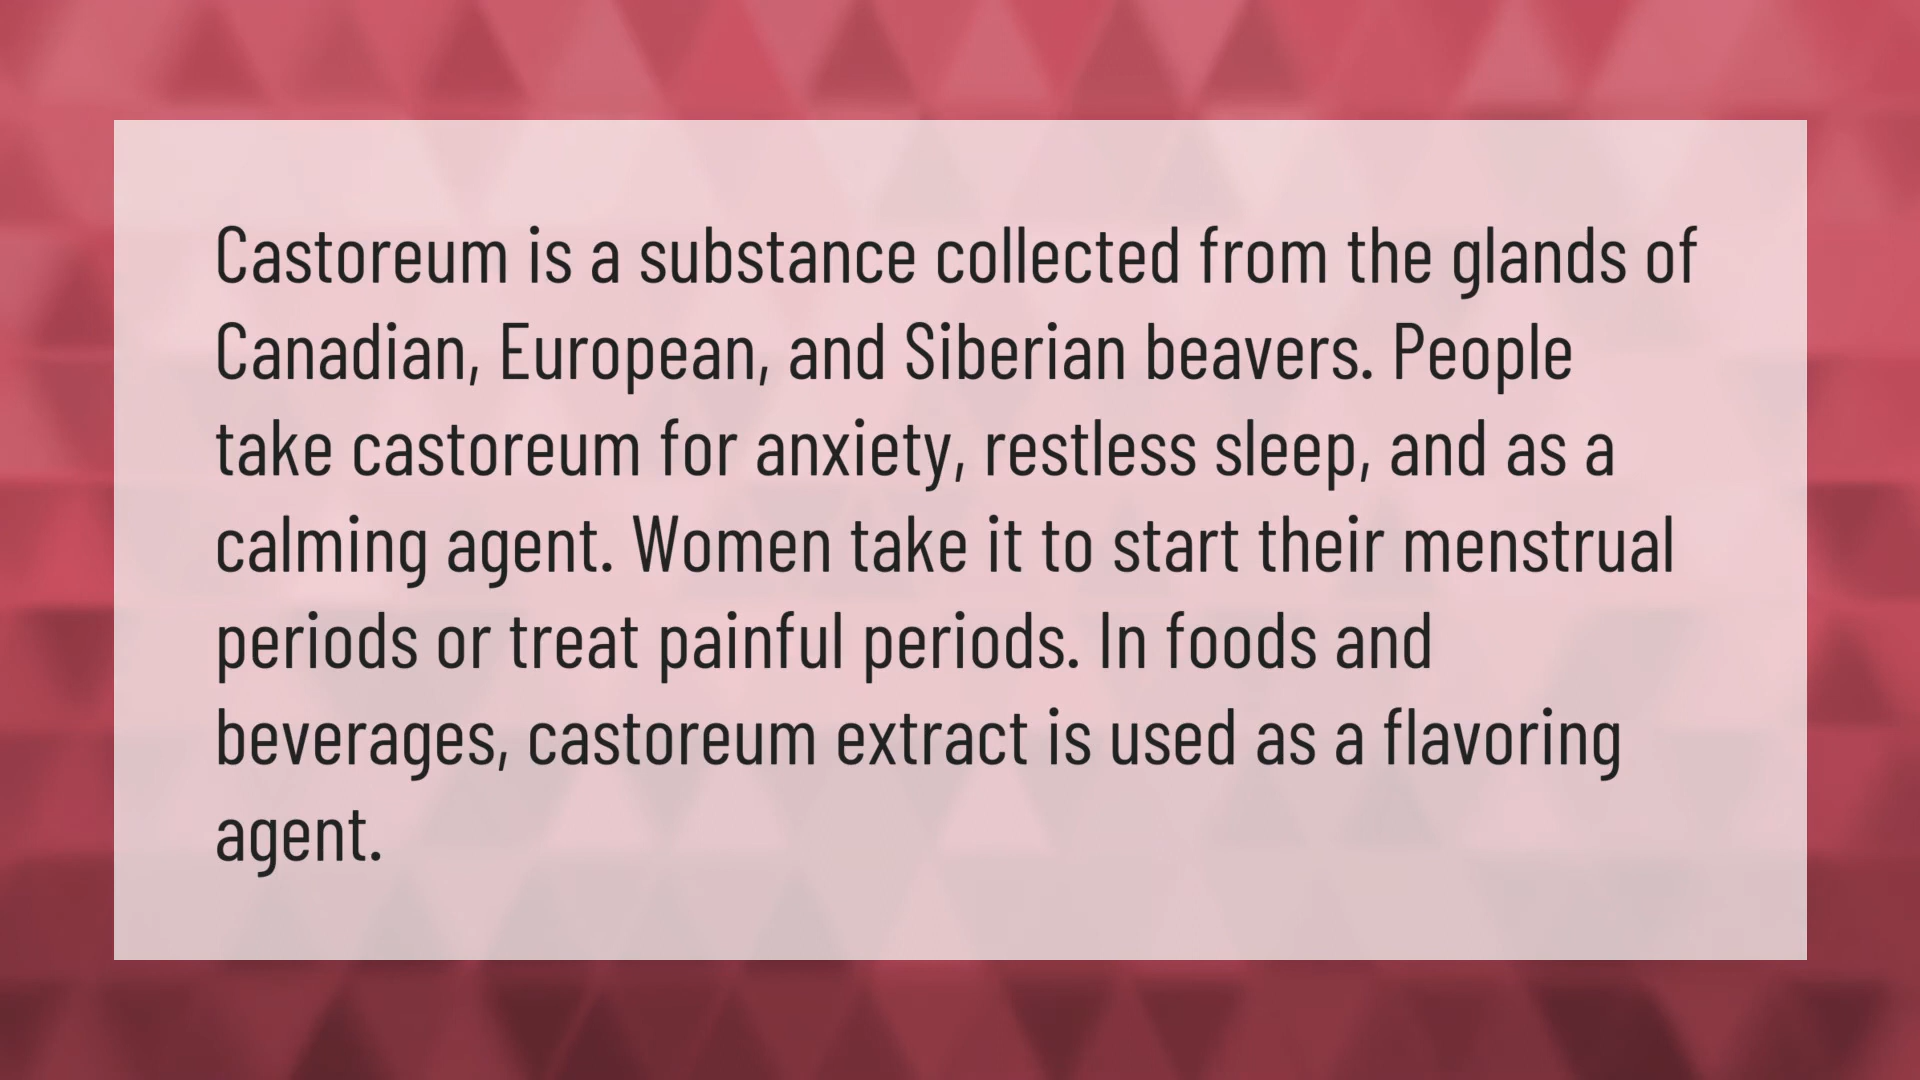 Castoreum is a substance collected from the glands of
Canadian, European, and Siberian beavers. People
take castoreum for anxiety, restless sleep, and as a
calming agent. Women take it to start their menstrual
periods or treat painful periods. In foods and
beverages, castoreum extract is used as a flavoring
agent.